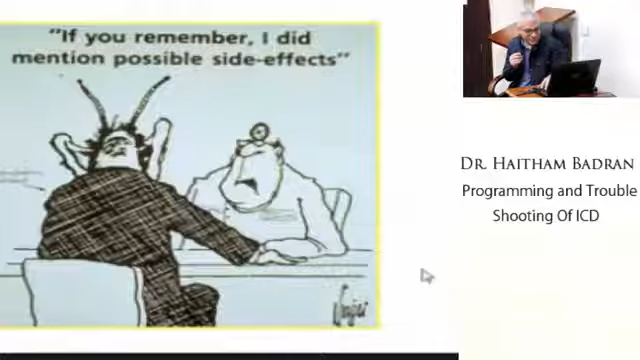 "If you remember, I did
mention possible side-effects"
DR. HAITHAM BADRAN
Programming and Trouble
Shooting Of ICD